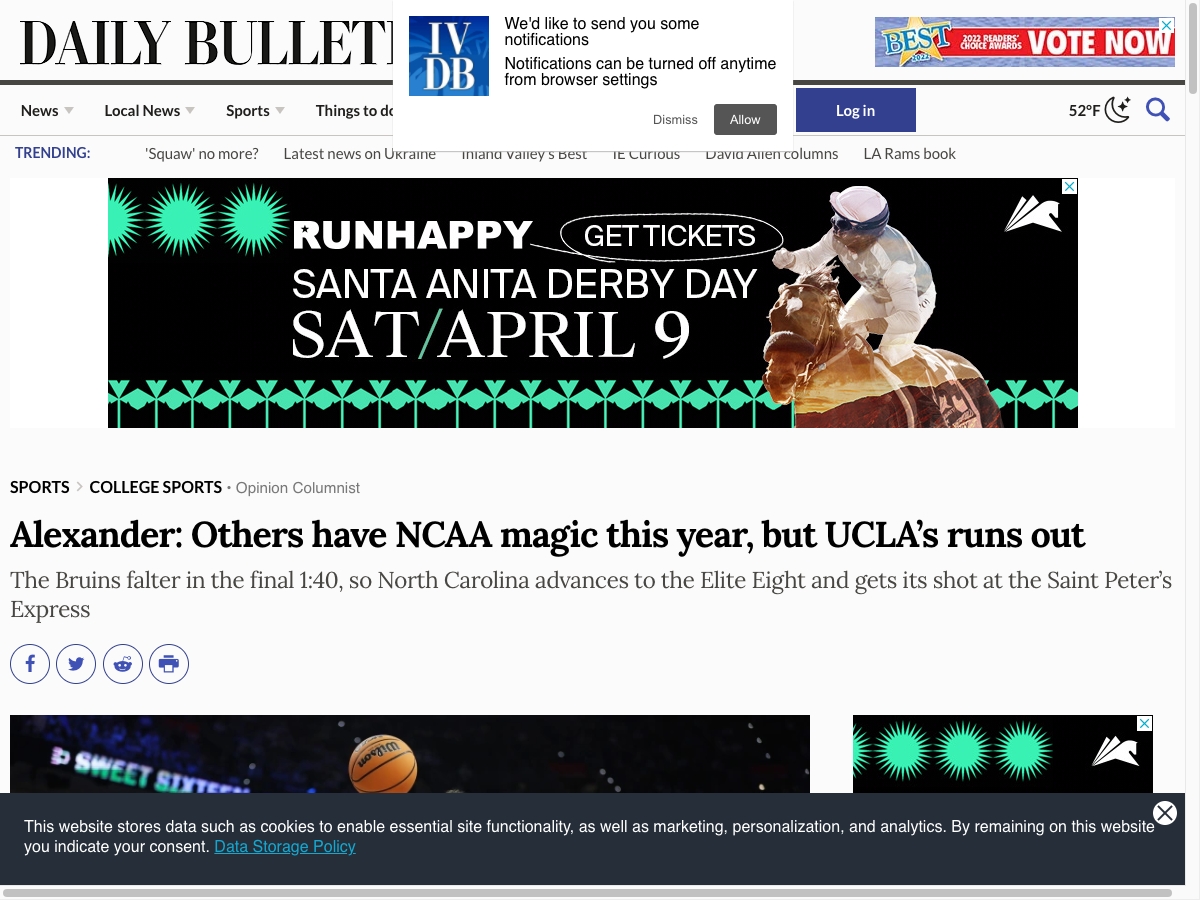 DAILY BULLETI
IV
DB
We'd like to send you some
notifications
Notifications can be turned off anytime
from browser settings
Dismiss
Allow
BEST
2022
2022 READERS'
CHOICE AWARDS
VOTE NOW
News
Local News
Sports
Things to do
Log in
52°F
TRENDING:
'Squaw' no more?
Latest news on Ukraine
Inland Valley's Best
IE Curious
David Allen columns
LA Rams book
RUNHAPPY
GET TICKETS
SANTA ANITA DERBY DAY
SAT/APRIL 9
SPORTS > COLLEGE SPORTS • Opinion Columnist
Alexander: Others have NCAA magic this year, but UCLA’s runs out
The Bruins falter in the final 1:40, so North Carolina advances to the Elite Eight and gets its shot at the Saint Peter’s
Express
SWEET SIXTEEN
Wilson
This website stores data such as cookies to enable essential site functionality, as well as marketing, personalization, and analytics. By remaining on this website
you indicate your consent. Data Storage Policy